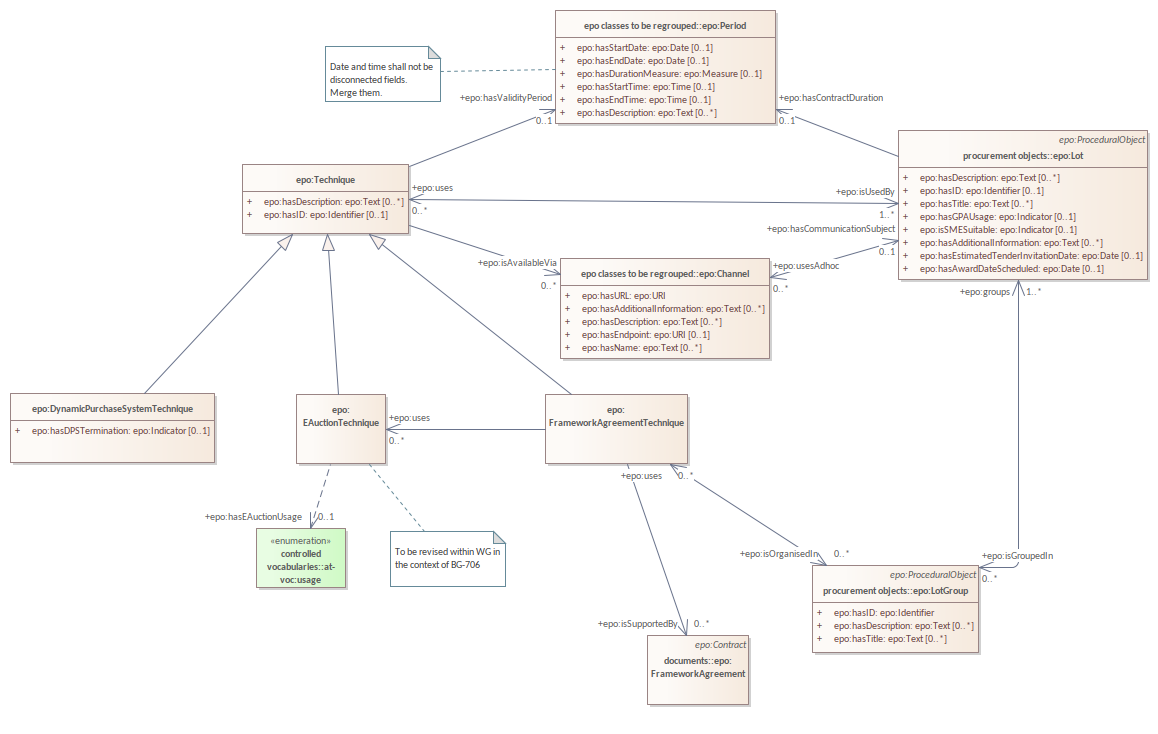 epo classes to be regrouped::epo:Period
+ epo:hasStartDate: epo:Date [0..1]
+ epo:hasEndDate: epo:Date [0..1]
+ epo:hasDurationMeasure: epo:Measure [0..1]
+ epo:hasStartTime: epo:Time [0..1]
+ epo:hasEndTime: epo:Time [0..1]
+ epo:hasDescription: epo:Text [0..*]
Date and time shall not be
disconnected fields.
Merge them.
+epo:hasValidityPeriod
0..1
+epo:hasContractDuration
0..1
epo:ProceduralObject
procurement objects::epo:Lot
+ epo:hasDescription: epo:Text [0..*]
+ epo:hasID: epo:Identifier [0..1]
+ epo:hasTitle: epo:Text [0..*]
+ epo:hasGPAUsage: epo:Indicator [0..1]
+ epo:isSMESuitable: epo:Indicator [0..1]
+ epo:hasAdditionalInformation: epo:Text [0..*]
+ epo:hasEstimatedTenderInvitationDate: epo:Date [0..1]
+ epo:hasAwardDateScheduled: epo:Date [0..1]
epo:Technique
+ epo:hasDescription: epo:Text [0..*]
+ epo:hasID: epo:Identifier [0..1]
+epo:uses
0..*
+epo:isUsedBy
1..*
+epo:hasCommunicationSubject
0..1
+epo:isAvailableVia
0..*
+epo:usesAdhoc
0..*
epo classes to be regrouped::epo:Channel
+ epo:hasURL: epo:URI
+ epo:hasAdditionalInformation: epo:Text [0..*]
+ epo:hasDescription: epo:Text [0..*]
+ epo:hasEndpoint: epo:URI [0..1]
+ epo:hasName: epo:Text [0..*]
+epo:groups
1..*
epo:DynamicPurchaseSystemTechnique
+ epo:hasDPSTermination: epo:Indicator [0..1]
epo:
EAuctionTechnique
+epo:uses
0..*
epo:
FrameworkAgreementTechnique
+epo:uses
0..*
+epo:hasEAuctionUsage
0..1
«enumeration»
controlled
vocabularies::at-
voc:usage
To be revised within WG in
the context of BG-706
+epo:isOrganisedIn
0..*
+epo:isGroupedIn
0..*
epo:ProceduralObject
procurement objects::epo:LotGroup
+ epo:hasID: epo:Identifier
+ epo:hasDescription: epo:Text [0..*]
+ epo:hasTitle: epo:Text [0..*]
+epo:isSupportedBy
0..*
epo:Contract
documents::epo:
FrameworkAgreement